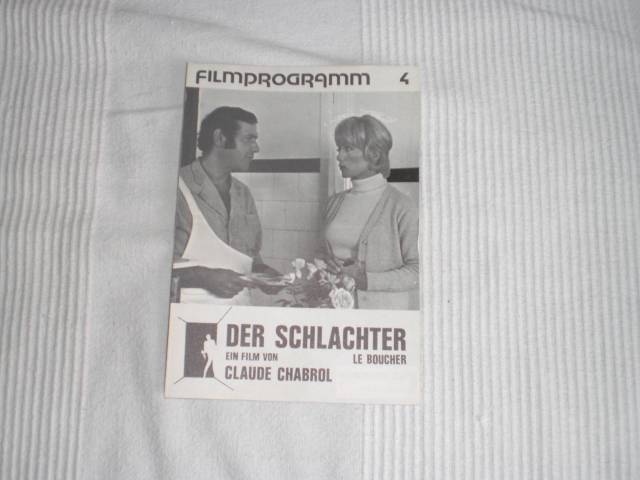 FILMPROGRAMM 4
DER SCHLACHTER
EIN FILM VON LE BOUCHER
CLAUDE CHABROL